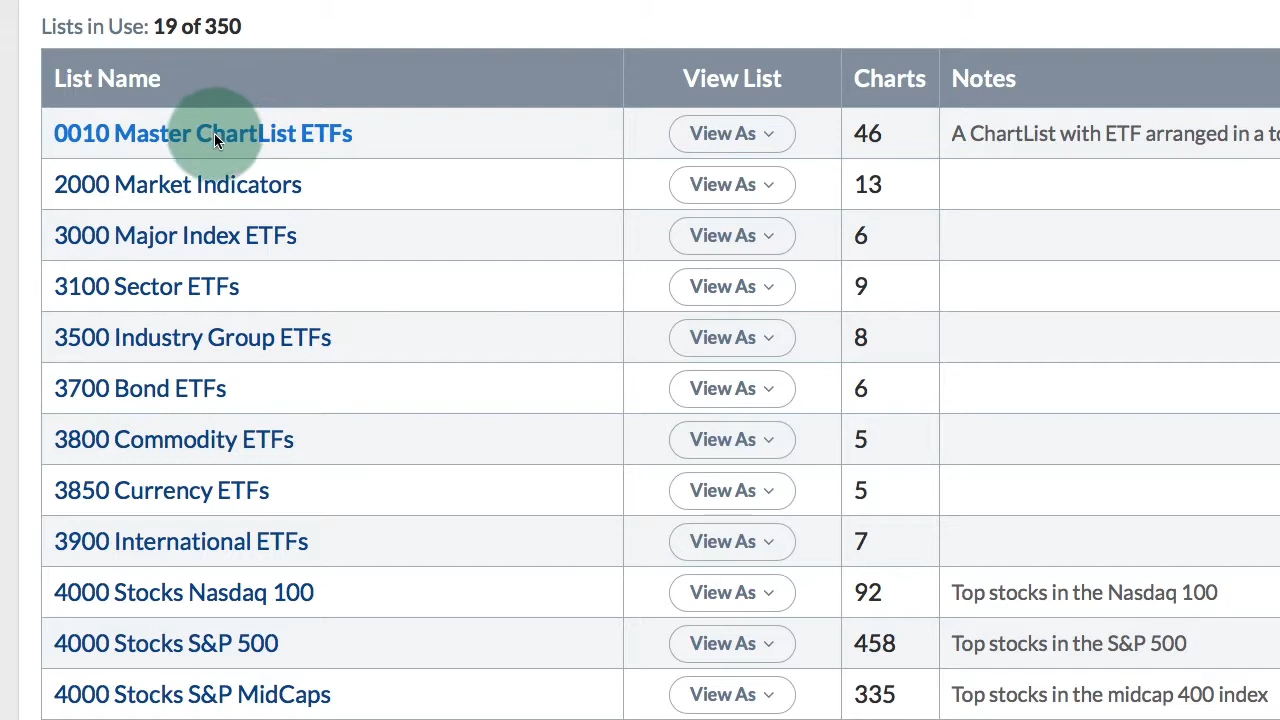 Lists in Use: 19 of 350
List Name View List Charts Notes
0010 Master ChartList ETFs View As 46 A ChartList with ETF arranged in a
2000 Market Indicators View As 13
3000 Major Index ETFs View As 6
3100 Sector ETFs View As 9
3500 Industry Group ETFs View As 8
3700 Bond ETFs View As 6
3800 Commodity ETFs View As 5
3850 Currency ETFs View As 5
3900 International ETFs View As 7
4000 Stocks Nasdaq 100 View As 92 Top stocks in the Nasdaq 100
4000 Stocks S&P 500 View As 458 Top stocks in the S&P 500
4000 Stocks S&P MidCaps View As 335 Top stocks in the midcap 400 index